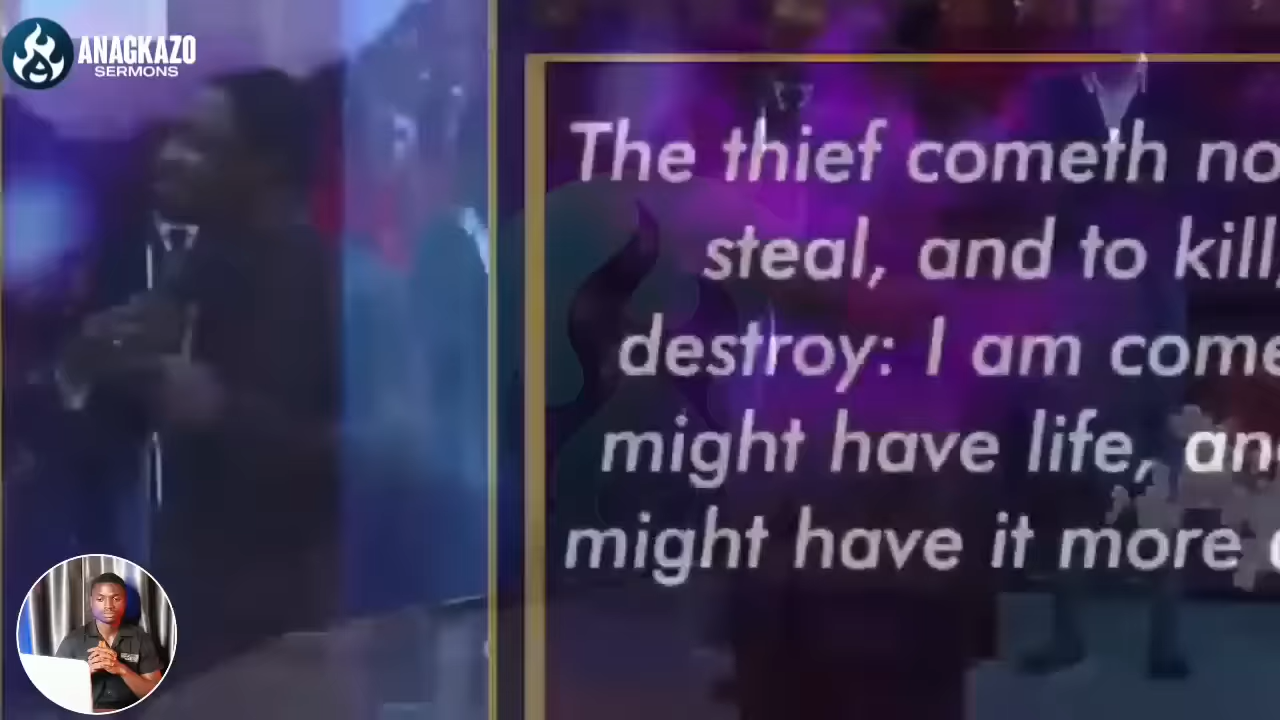 ANAGKAZO
SERMONS
The thief cometh no
steal, and to kill,
destroy: I am come
might have life, an
might have it more